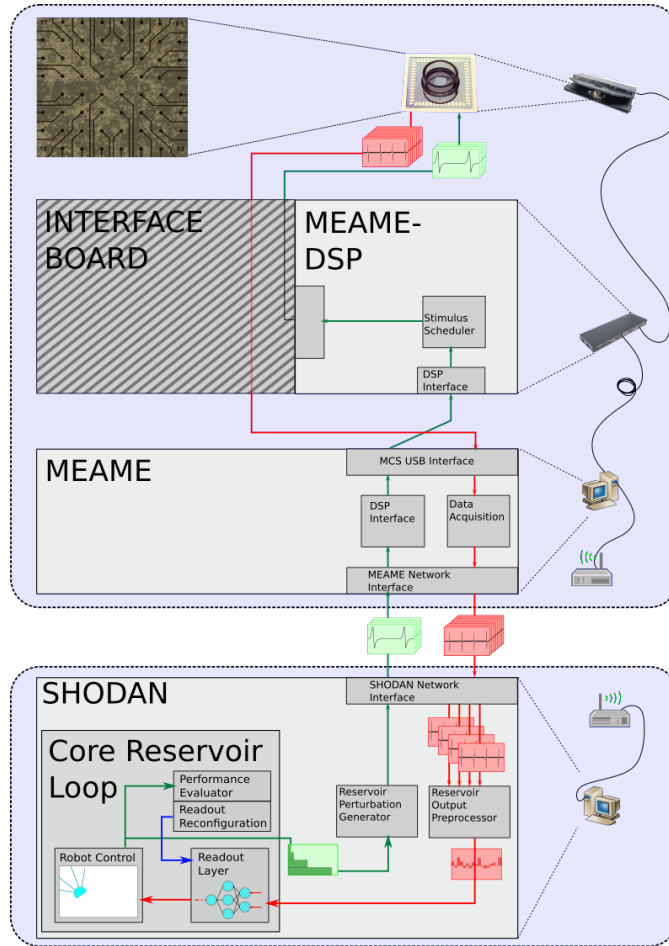 INTERFACE
BOARD
MEAME-
DSP
Stimulus
Scheduler
DSP
Interface
MEAME
MCS USB Interface
DSP
Interface
Data
Acquisition
MEAME Network
Interface
SHODAN
SHODAN Network
Interface
Core Reservoir
Loop
Performance
Evaluator
Readout
Reconfiguration
Reservoir
Perturbation
Generator
Reservoir
Output
Preprocessor
Robot Control
Readout
Layer